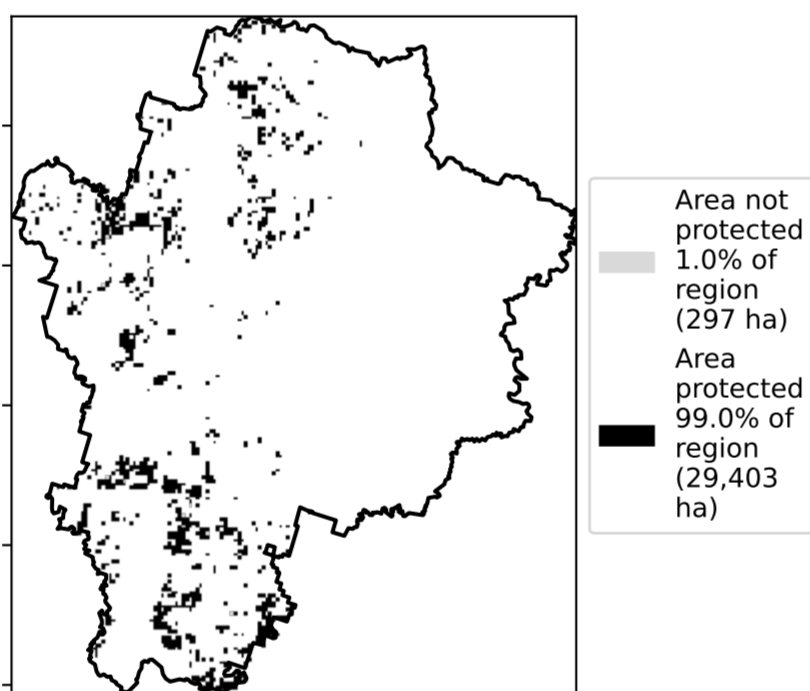 Area not
protected
1.0% of
region
(297 ha)
Area
protected
99.0% of
region
(29,403
ha)